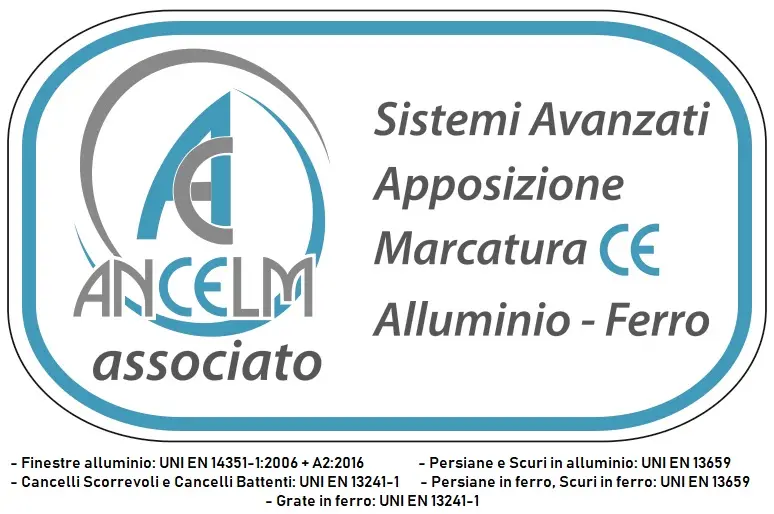 ANCELM
associato
Sistemi Avanzati
Apposizione
Marcatura CE
Alluminio - Ferro
- Finestre alluminio: UNI EN 14351-1:2006 + A2:2016 - Persiane e Scuri in alluminio: UNI EN 13659
- Cancelli Scorrevoli e Cancelli Battenti: UNI EN 13241-1 - Persiane in ferro, Scuri in ferro: UNI EN 13659
- Grate in ferro: UNI EN 13241-1